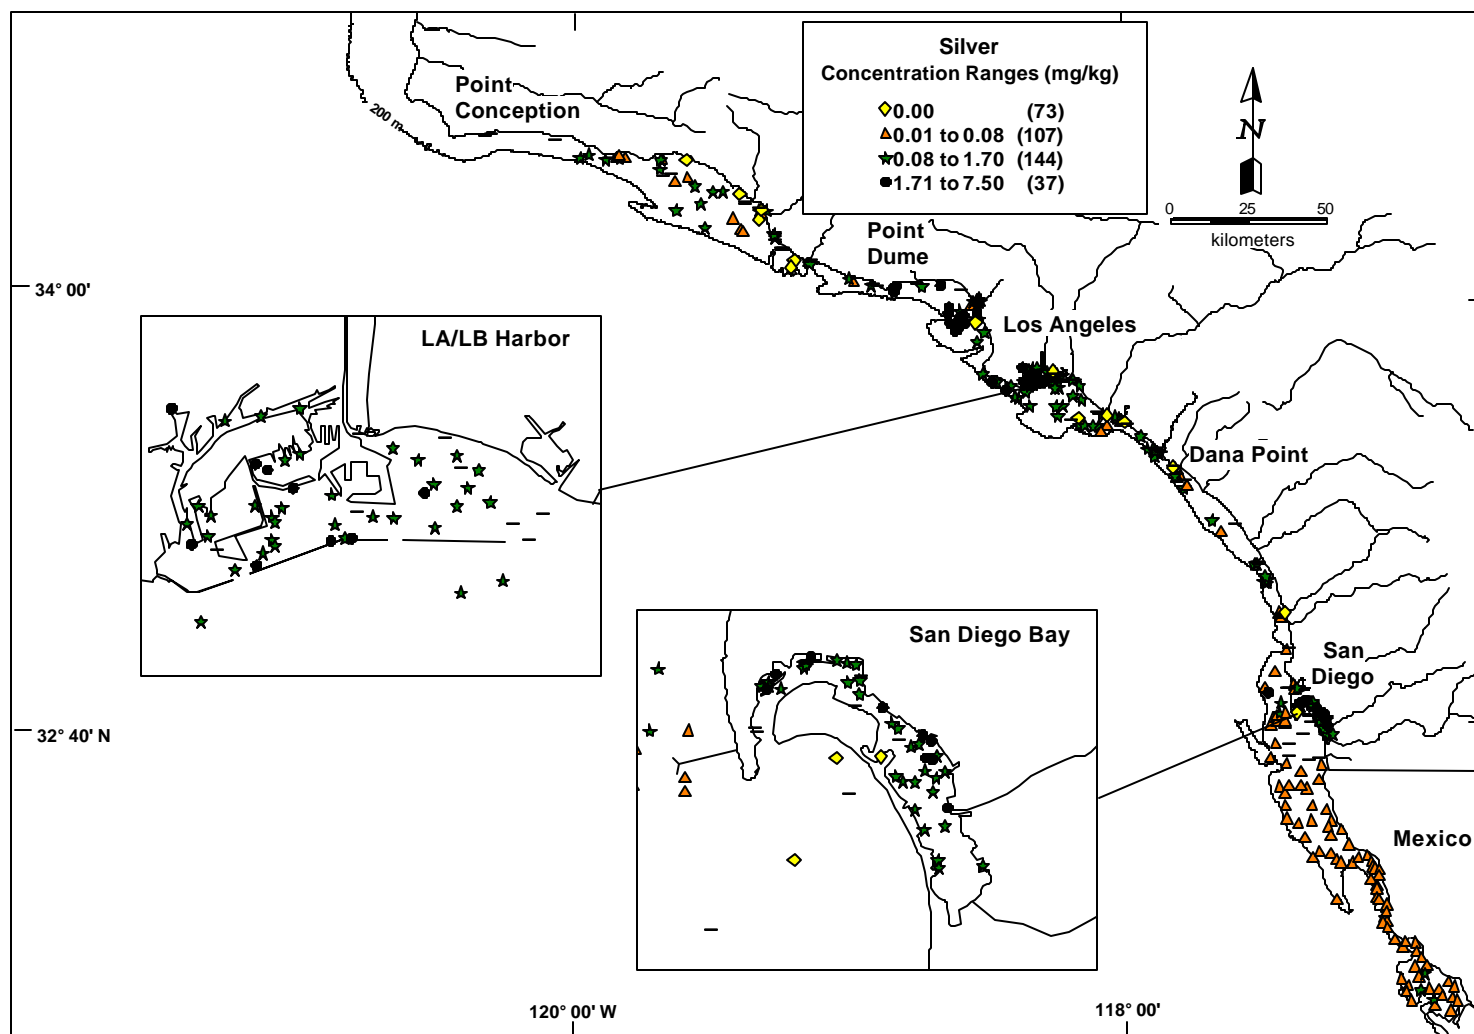 Silver
Concentration Ranges (mg/kg)
0.00 (73)
0.01 to 0.08 (107)
0.08 to 1.70 (144)
1.71 to 7.50 (37)
N
0 25 50
kilometers
Point
Conception
200 m
Point
Dume
34° 00'
Los Angeles
LA/LB Harbor
Dana Point
San Diego Bay
San
Diego
32° 40' N
Mexico
120° 00' W
118° 00'